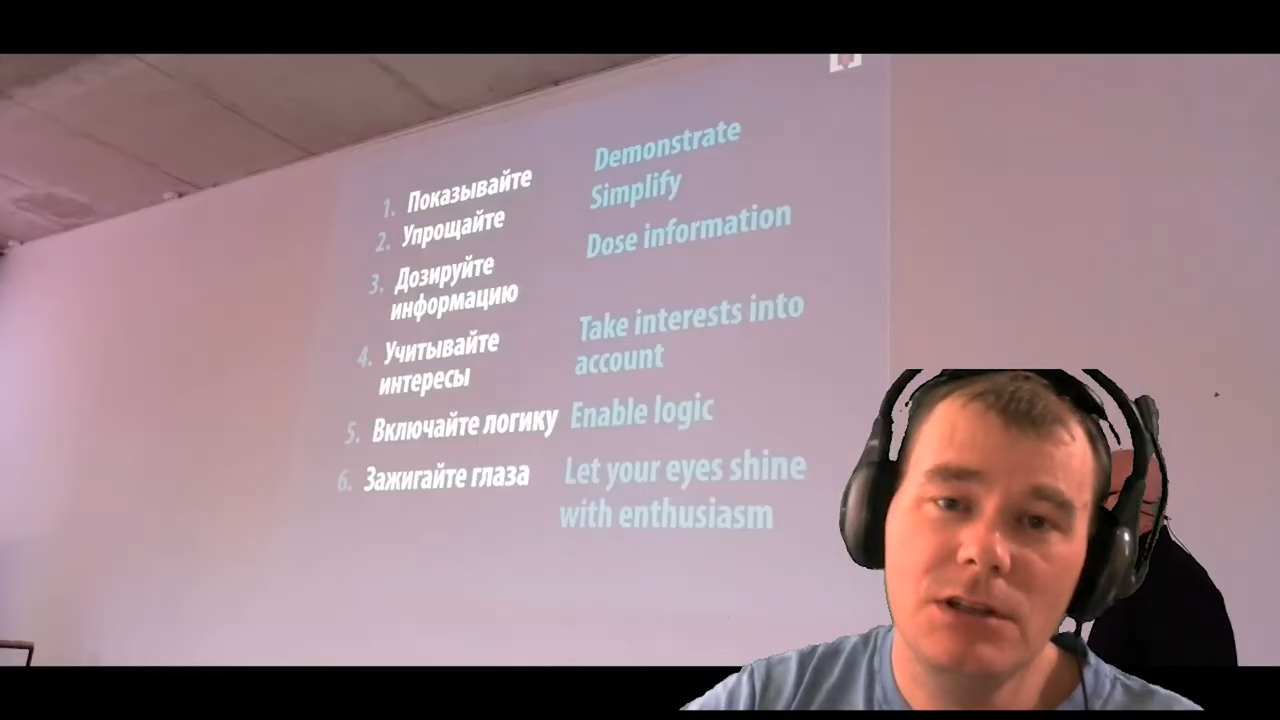 1. Показывайте
2. Упрощайте
3. Дозируйте
информацию
4. Учитывайте
интересы
5. Включайте логику
6. Зажигайте глаза
Demonstrate
Simplify
Dose information
Take interests into
account
Enable logic
Let your eyes shine
with enthusiasm